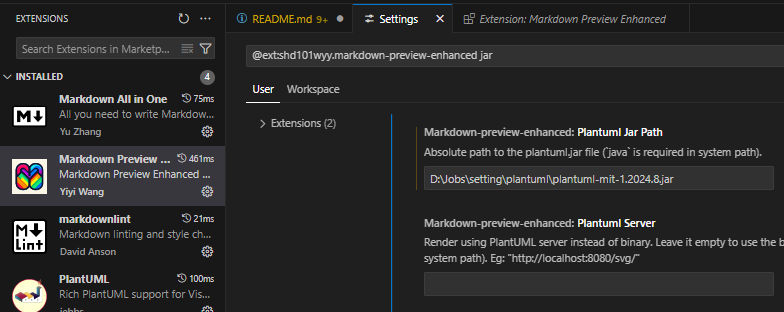 EXTENSIONS
README.md 9+
Settings
Extension: Markdown Preview Enhanced
Search Extensions in Marketp...
@ext:shd101wyy.markdown-preview-enhanced jar
INSTALLED
4
User
Workspace
Markdown All in One
75ms
All you need to write Markdow...
Yu Zhang
Markdown Preview ...
461ms
Markdown Preview Enhanced ...
Yiyi Wang
markdownlint
21ms
Markdown linting and style ch...
David Anson
PlantUML
100ms
Rich PlantUML support for Vis...
jebbs
Extensions (2)
Markdown-preview-enhanced: Plantuml Jar Path
Absolute path to the plantuml.jar file (`java` is required in system path).
D:\Jobs\setting\plantuml\plantuml-mit-1.2024.8.jar
Markdown-preview-enhanced: Plantuml Server
Render using PlantUML server instead of binary. Leave it empty to use the b
system path). Eg: "http://localhost:8080/svg/"
M
M
Lint